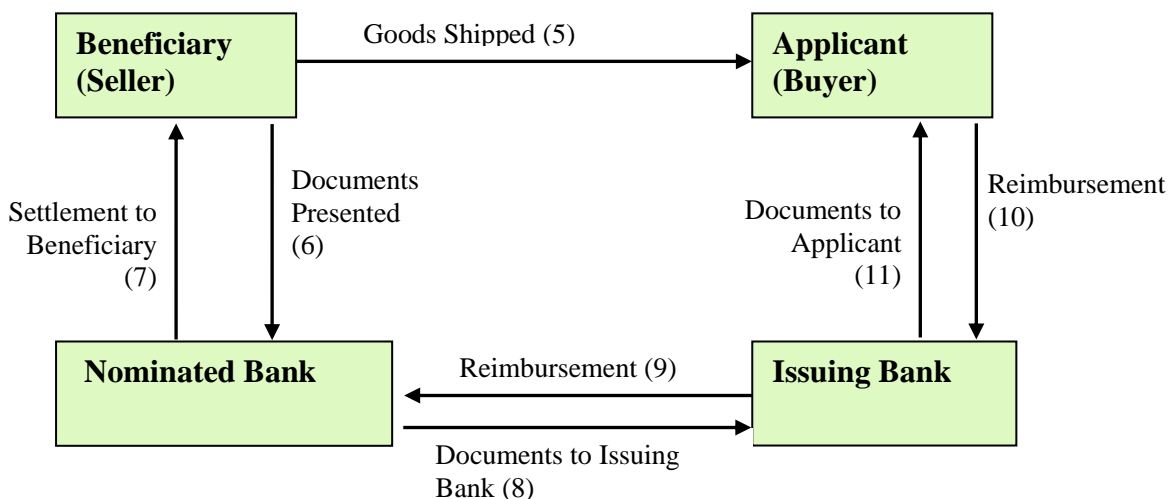 Beneficiary
(Seller)
Goods Shipped (5)
Applicant
(Buyer)
Settlement to
Beneficiary
(7)
Documents
Presented
(6)
Documents to
Applicant
(11)
Reimbursement
(10)
Nominated Bank
Reimbursement (9)
Issuing Bank
Documents to Issuing
Bank (8)